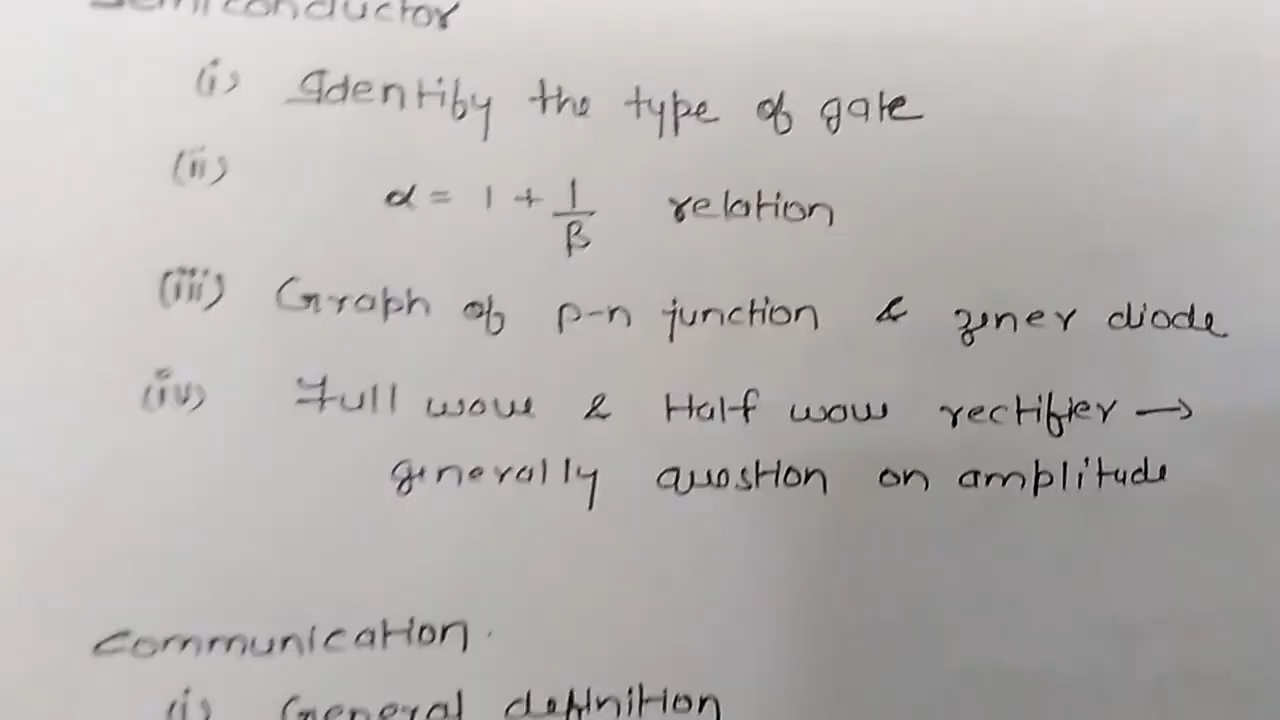 Semiconductor
(i) Identify the type of gate
(ii) α = 1 + 1/β relation
(iii) Graph of p-n junction & zener diode
(iv) Full wave & Half wave rectifier →
generally question on amplitude
Communication.
(i) General definition